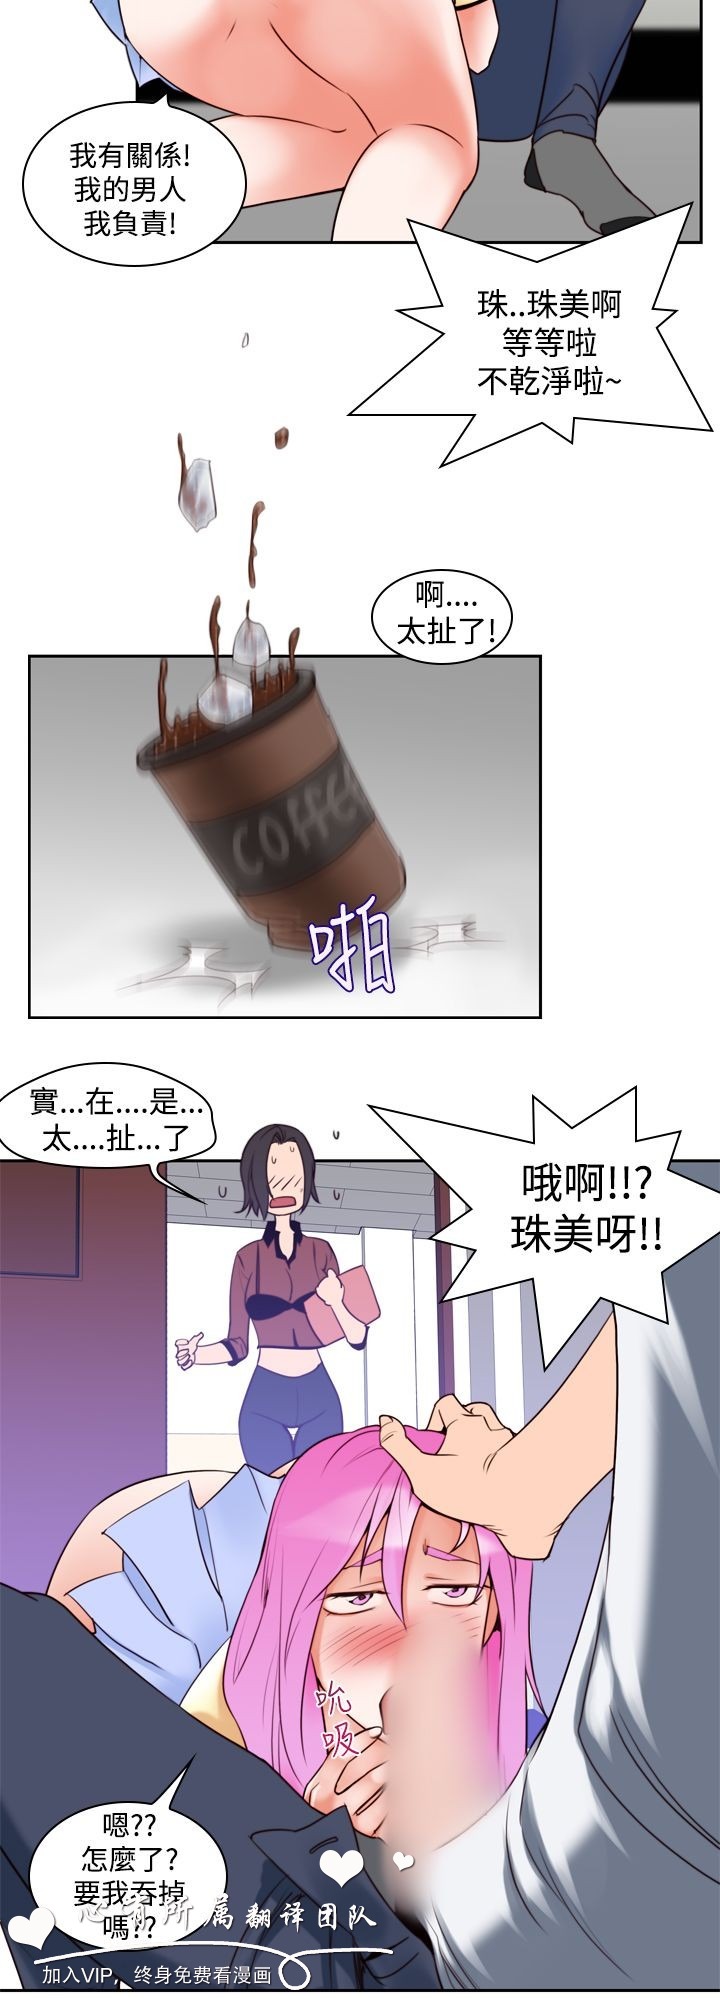 我有關係!
我的男人
我負責!
珠..珠美啊
等等啦
不乾淨啦~
啊....
太扯了!
COFFEE
啪
實...在....是...
太....扯...了
哦啊!!?
珠美呀!!
吮
吸
嗯??
怎麼了?
要我吞掉
嗎??
所属翻译团队
加入VIP，终身免费看漫画